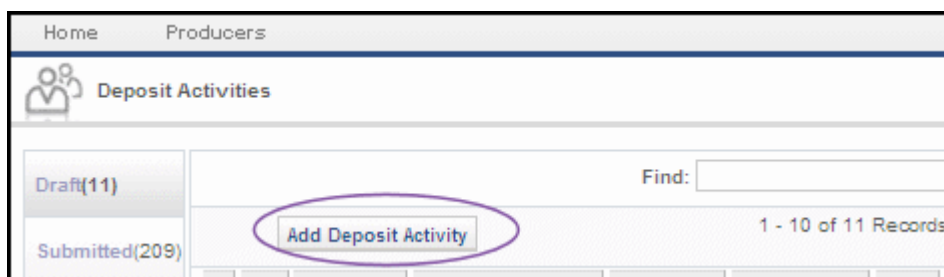 Home Producers
Deposit Activities
Draft(11)
Find:
Add Deposit Activity
1 - 10 of 11 Records
Submitted(209)